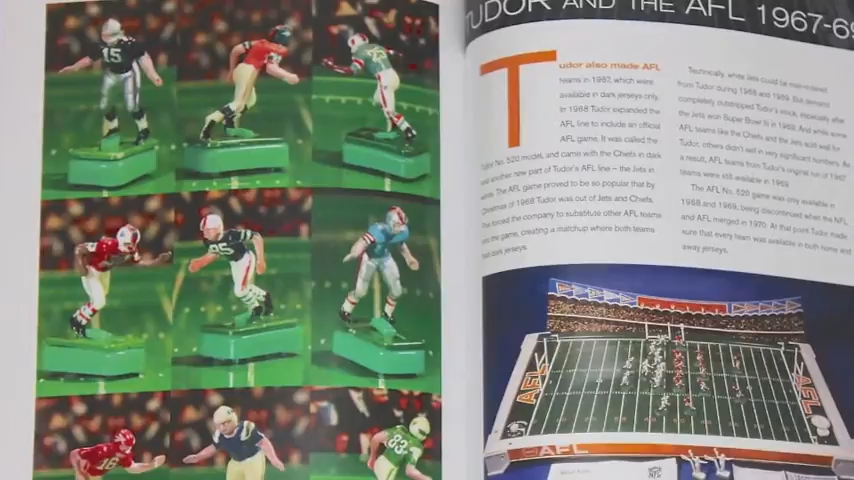 15
85
16
83
TUDOR AND THE AFL 1967-69
Tudor also made AFL
teams in 1967, which were
available in dark jerseys only.
In 1968 Tudor expanded the
AFL line to include an official
AFL game. It was called the
Tudor No. 520 model, and came with the Chiefs in dark
and another new part of Tudor's AFL line – the Jets in
white. The AFL game proved to be so popular that by
Christmas of 1968 Tudor was out of Jets and Chiefs.
This forced the company to substitute other AFL teams
into the game, creating a matchup where both teams
had dark jerseys.
Technically, white Jets could be mail-ordered
from Tudor during 1968 and 1969. But demand
completely outstripped Tudor's stock, especially after
the Jets won Super Bowl III in 1969. And while some
AFL teams like the Chiefs and the Jets sold well for
Tudor, others didn't sell in very significant numbers. As
a result, AFL teams from Tudor's original run of 1967
teams were still available in 1969.
The AFL No. 520 game was only available in
1968 and 1969, being discontinued when the NFL
and AFL merged in 1970. At that point Tudor made
sure that every team was available in both home and
away jerseys.
AFL
AFL
AFL
NFL